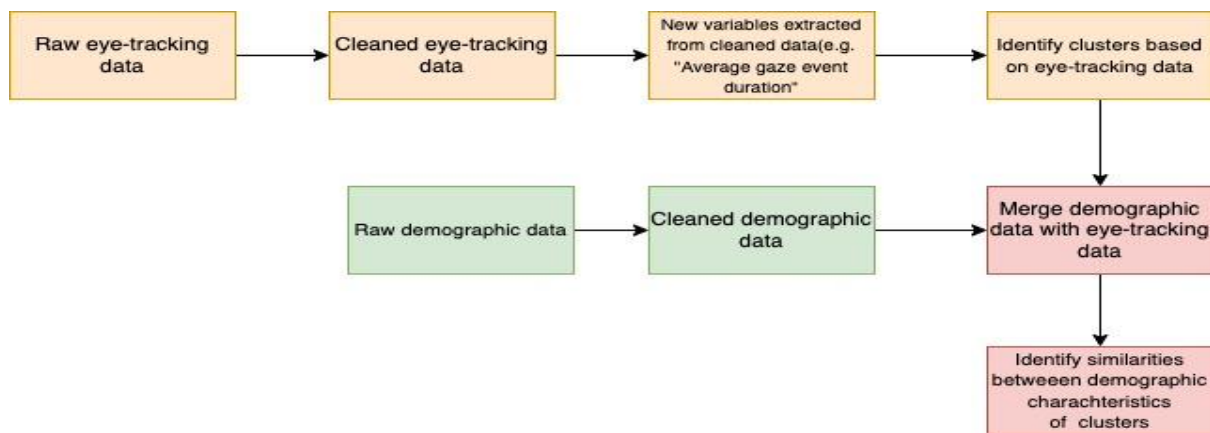 Raw eye-tracking
data
Cleaned eye-tracking
data
New variables extracted
from cleaned data(e.g.
"Average gaze event
duration"
Identify clusters based
on eye-tracking data
Raw demographic data
Cleaned demographic
data
Merge demographic
data with eye-tracking
data
Identify similarities
betweeen demographic
charachteristics
of clusters